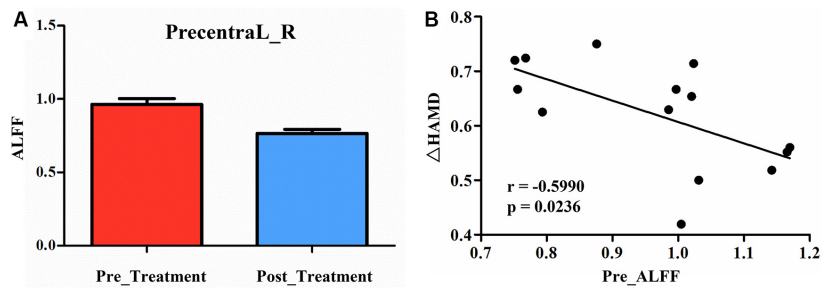 A
PrecentraL_R
ALFF
1.5
1.0
0.5
0.0
Pre_Treatment
Post_Treatment
B
△HAMD
0.8
0.7
0.6
0.5
0.4
r = -0.5990
p = 0.0236
0.7
0.8
0.9
1.0
1.1
1.2
Pre_ALFF